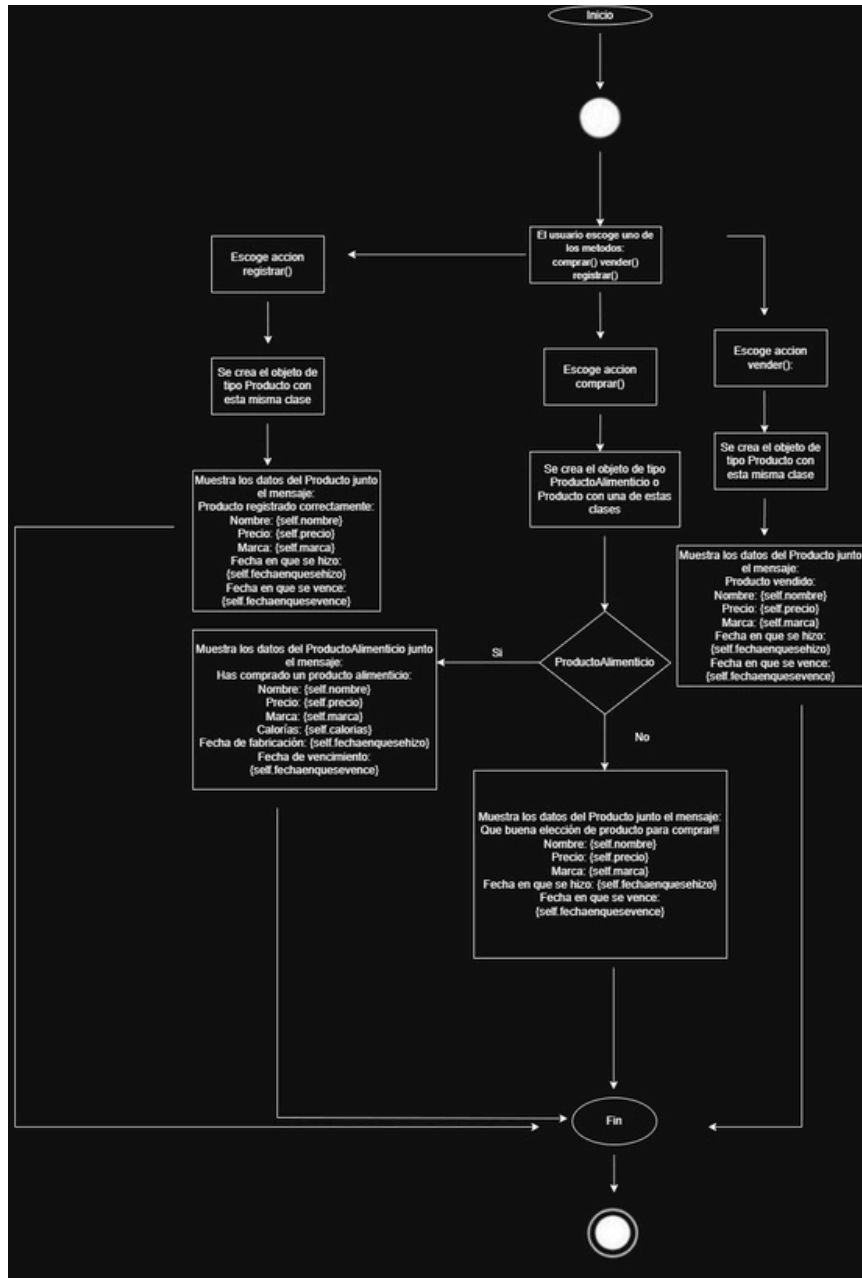 Inicio
El usuario escoge uno de
los metodos:
comprar() vender()
registrar()
Escoge accion
registrar()
Se crea el objeto de
tipo Producto con
esta misma clase
Muestra los datos del Producto junto
el mensaje:
Producto registrado correctamente:
Nombre: {self.nombre}
Precio: {self.precio}
Marca: {self.marca}
Fecha en que se hizo:
{self.fechaenquesehizo}
Fecha en que se vence:
{self.fechaenquesevence}
Escoge accion
comprar()
Se crea el objeto de tipo
ProductoAlimenticio o
Producto con una de estas
clases
ProductoAlimenticio
Si
No
Muestra los datos del ProductoAlimenticio junto
el mensaje:
Has comprado un producto alimenticio:
Nombre: {self.nombre}
Precio: {self.precio}
Marca: {self.marca}
Calorías: {self.calorias}
Fecha de fabricación: {self.fechaenquesehizo}
Fecha de vencimiento:
{self.fechaenquesevence}
Muestra los datos del Producto junto el mensaje:
Que buena elección de producto para comprar!!!
Nombre: {self.nombre}
Precio: {self.precio}
Marca: {self.marca}
Fecha en que se hizo: {self.fechaenquesehizo}
Fecha en que se vence:
{self.fechaenquesevence}
Escoge accion
vender():
Se crea el objeto de
tipo Producto con
esta misma clase
Muestra los datos del Producto junto
el mensaje:
Producto vendido:
Nombre: {self.nombre}
Precio: {self.precio}
Marca: {self.marca}
Fecha en que se hizo:
{self.fechaenquesehizo}
Fecha en que se vence:
{self.fechaenquesevence}
Fin